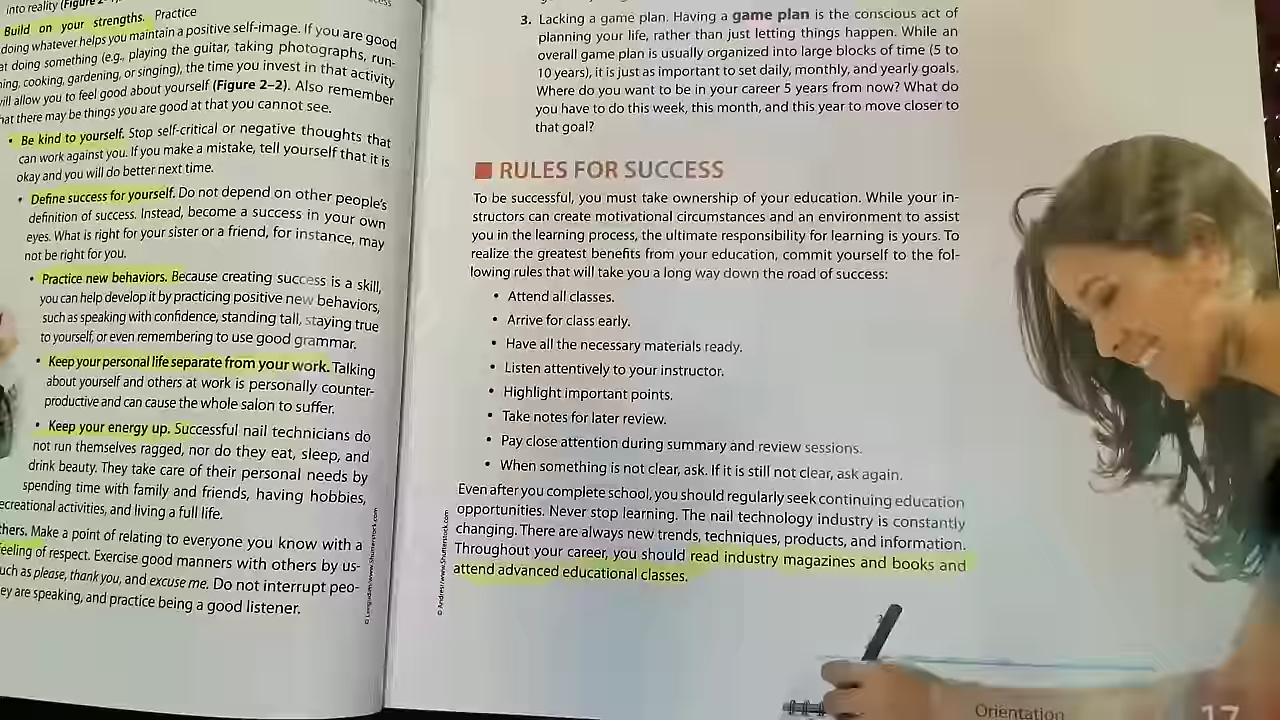 into reality (Figure 2-
Build on your strengths. Practice
doing whatever helps you maintain a positive self-image. If you are good
at doing something (e.g., playing the guitar, taking photographs, run-
ning, cooking, gardening, or singing), the time you invest in that activity
will allow you to feel good about yourself (Figure 2–2). Also remember
that there may be things you are good at that you cannot see.
• Be kind to yourself. Stop self-critical or negative thoughts that
can work against you. If you make a mistake, tell yourself that it is
okay and you will do better next time.
• Define success for yourself. Do not depend on other people's
definition of success. Instead, become a success in your own
eyes. What is right for your sister or a friend, for instance, may
not be right for you.
• Practice new behaviors. Because creating success is a skill,
you can help develop it by practicing positive new behaviors,
such as speaking with confidence, standing tall, staying true
to yourself, or even remembering to use good grammar.
• Keep your personal life separate from your work. Talking
about yourself and others at work is personally counter-
productive and can cause the whole salon to suffer.
• Keep your energy up. Successful nail technicians do
not run themselves ragged, nor do they eat, sleep, and
drink beauty. They take care of their personal needs by
spending time with family and friends, having hobbies,
recreational activities, and living a full life.
thers. Make a point of relating to everyone you know with a
feeling of respect. Exercise good manners with others by us-
uch as please, thank you, and excuse me. Do not interrupt peo-
ey are speaking, and practice being a good listener.
3. Lacking a game plan. Having a game plan is the conscious act of
planning your life, rather than just letting things happen. While an
overall game plan is usually organized into large blocks of time (5 to
10 years), it is just as important to set daily, monthly, and yearly goals.
Where do you want to be in your career 5 years from now? What do
you have to do this week, this month, and this year to move closer to
that goal?
RULES FOR SUCCESS
To be successful, you must take ownership of your education. While your in-
structors can create motivational circumstances and an environment to assist
you in the learning process, the ultimate responsibility for learning is yours. To
realize the greatest benefits from your education, commit yourself to the fol-
lowing rules that will take you a long way down the road of success:
• Attend all classes.
• Arrive for class early.
• Have all the necessary materials ready.
• Listen attentively to your instructor.
• Highlight important points.
• Take notes for later review.
• Pay close attention during summary and review sessions.
• When something is not clear, ask. If it is still not clear, ask again.
Even after you complete school, you should regularly seek continuing education
opportunities. Never stop learning. The nail technology industry is constantly
changing. There are always new trends, techniques, products, and information.
Throughout your career, you should read industry magazines and books and
attend advanced educational classes.
Orientation 17